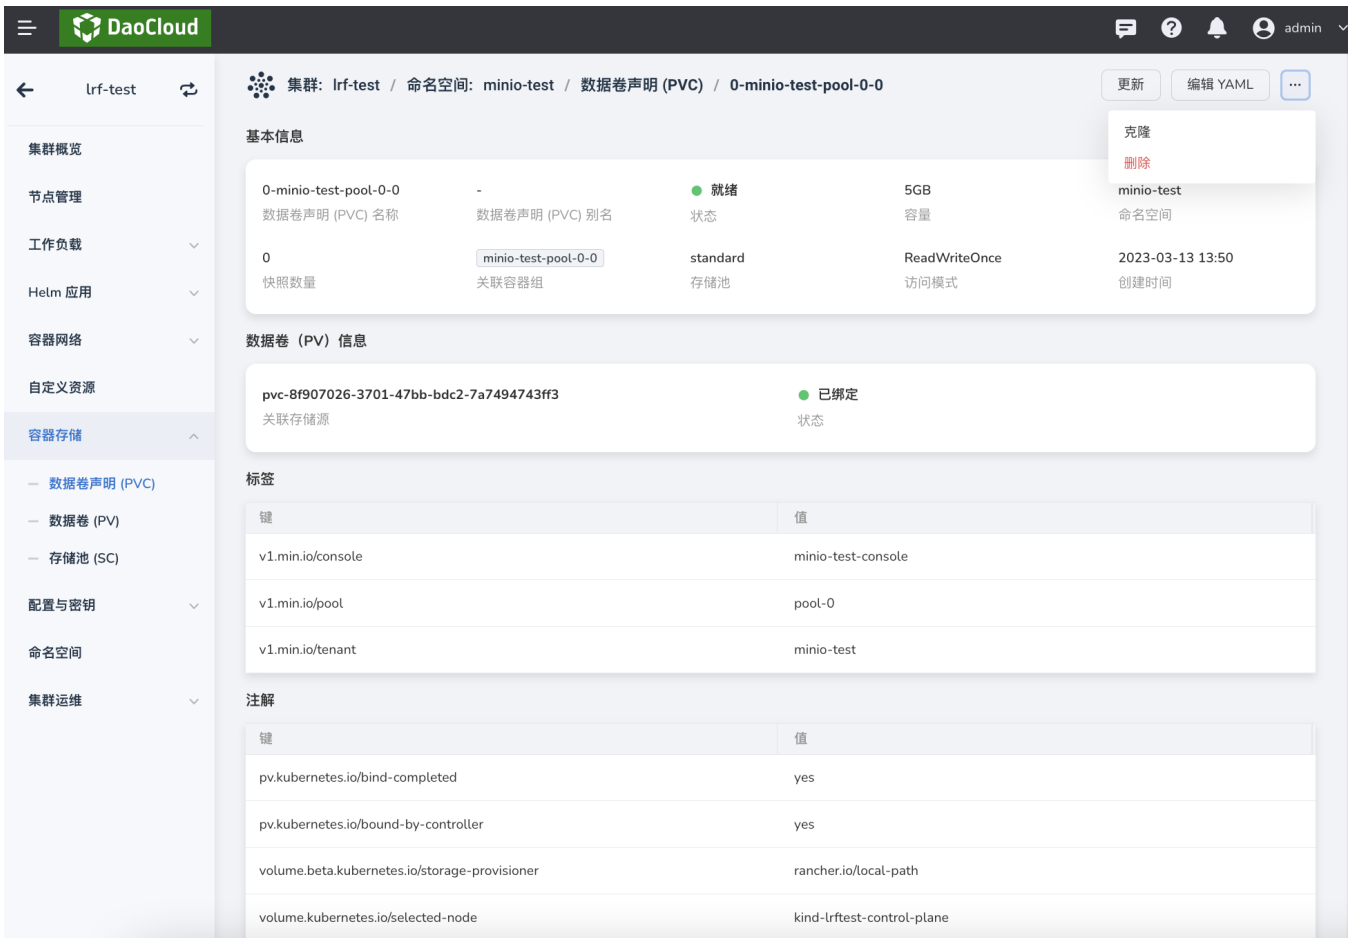 DaoCloud
admin
lrf-test
集群: lrf-test / 命名空间: minio-test / 数据卷声明 (PVC) / 0-minio-test-pool-0-0
更新
编辑 YAML
克隆
删除
集群概览
节点管理
工作负载
Helm 应用
容器网络
自定义资源
容器存储
数据卷声明 (PVC)
数据卷 (PV)
存储池 (SC)
配置与密钥
命名空间
集群运维
基本信息
0-minio-test-pool-0-0 - 就绪 5GB minio-test
数据卷声明 (PVC) 名称 数据卷声明 (PVC) 别名 状态 容量 命名空间
0 minio-test-pool-0-0 standard ReadWriteOnce 2023-03-13 13:50
快照数量 关联容器组 存储池 访问模式 创建时间
数据卷（PV）信息
pvc-8f907026-3701-47bb-bdc2-7a7494743ff3 已绑定
关联存储源 状态
标签
键 值
v1.min.io/console minio-test-console
v1.min.io/pool pool-0
v1.min.io/tenant minio-test
注解
键 值
pv.kubernetes.io/bind-completed yes
pv.kubernetes.io/bound-by-controller yes
volume.beta.kubernetes.io/storage-provisioner rancher.io/local-path
volume.kubernetes.io/selected-node kind-lrftest-control-plane